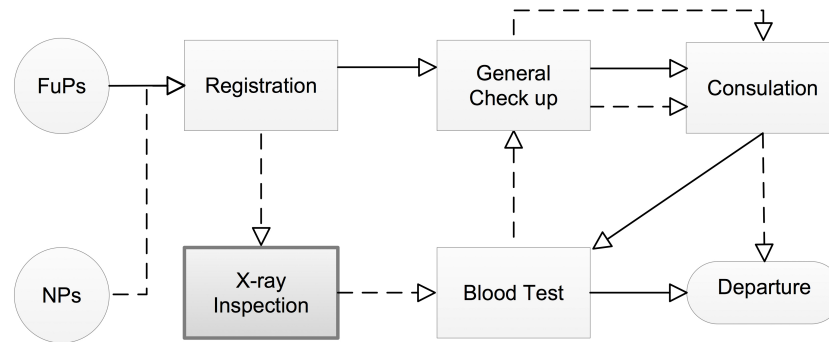 FuPs
Registration
General
Check up
Consulation
NPs
X-ray
Inspection
Blood Test
Departure